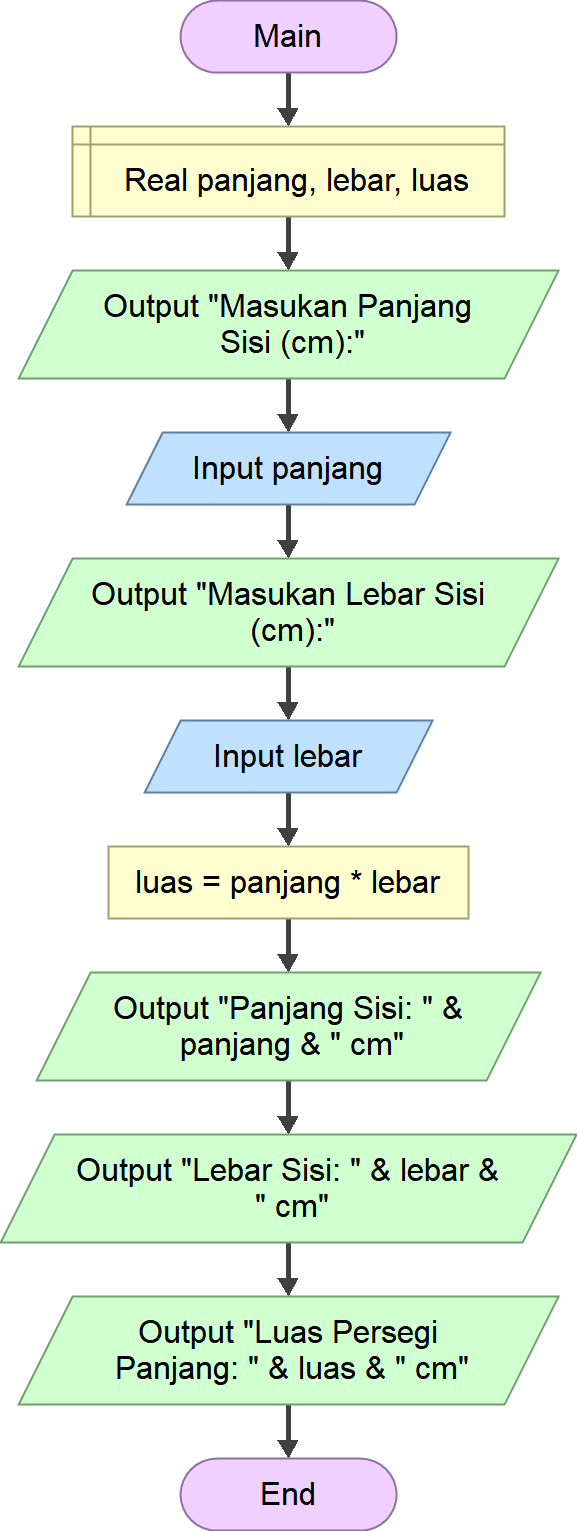 Main
Real panjang, lebar, luas
Output "Masukan Panjang
Sisi (cm):"
Input panjang
Output "Masukan Lebar Sisi
(cm):"
Input lebar
luas = panjang * lebar
Output "Panjang Sisi: " &
panjang & " cm"
Output "Lebar Sisi: " & lebar &
" cm"
Output "Luas Persegi
Panjang: " & luas & " cm"
End